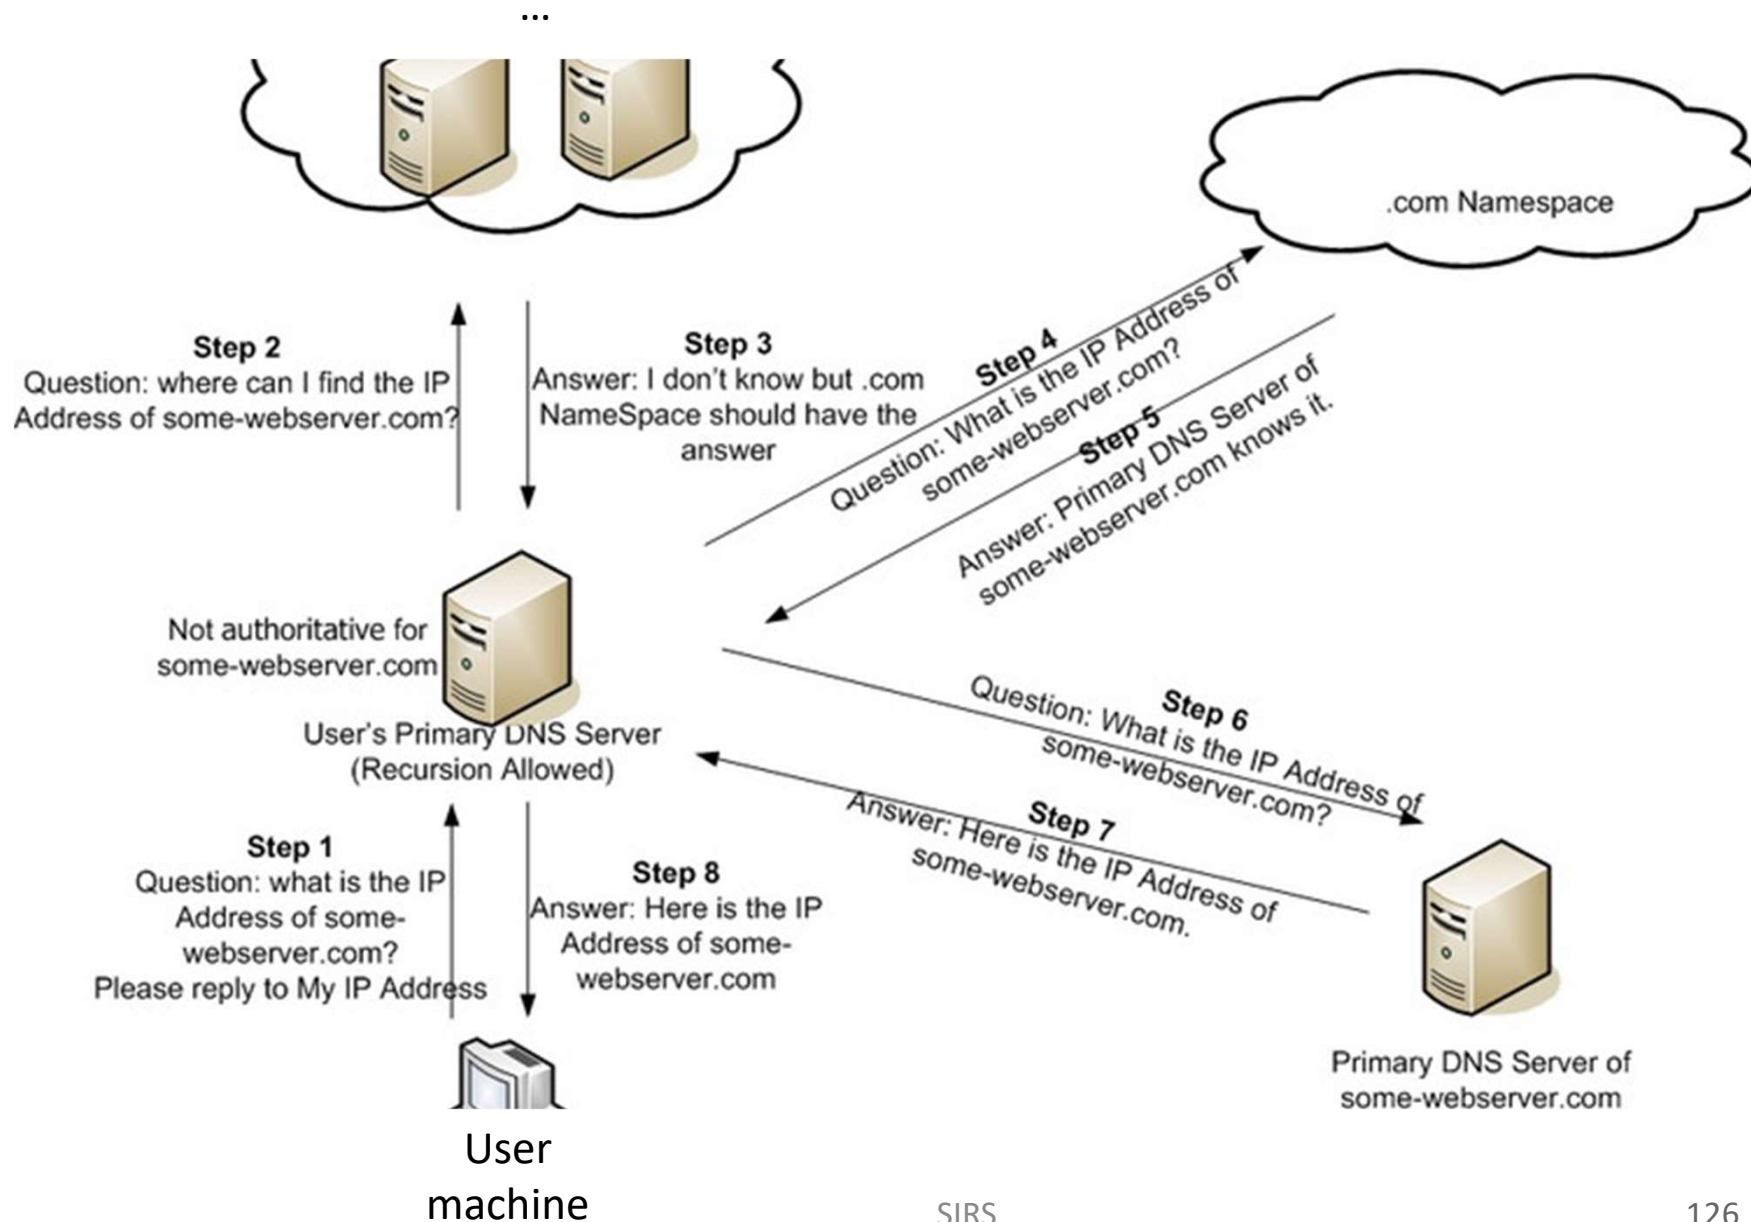 ...
.com Namespace
Step 2
Question: where can I find the IP
Address of some-webserver.com?
Step 3
Answer: I don't know but .com
NameSpace should have the
answer
Step 4
Question: What is the IP Address of
some-webserver.com?
Step 5
Answer: Primary DNS Server of
some-webserver.com knows it.
Not authoritative for
some-webserver.com
User's Primary DNS Server
(Recursion Allowed)
Step 6
Question: What is the IP Address of
some-webserver.com?
Step 7
Answer: Here is the IP Address of
some-webserver.com.
Step 1
Question: what is the IP
Address of some-
webserver.com?
Please reply to My IP Address
Step 8
Answer: Here is the IP
Address of some-
webserver.com
Primary DNS Server of
some-webserver.com
User
machine
SIRS
126